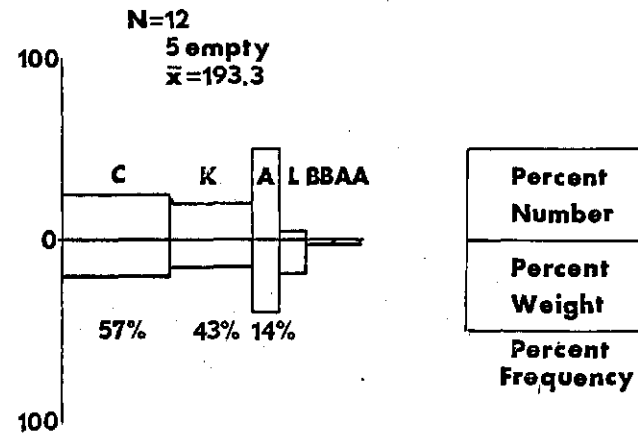 N=12
5 empty
x̄=193.3
100
C K A L BBAA
0
57% 43% 14%
100
Percent
Number
Percent
Weight
Percent
Frequency